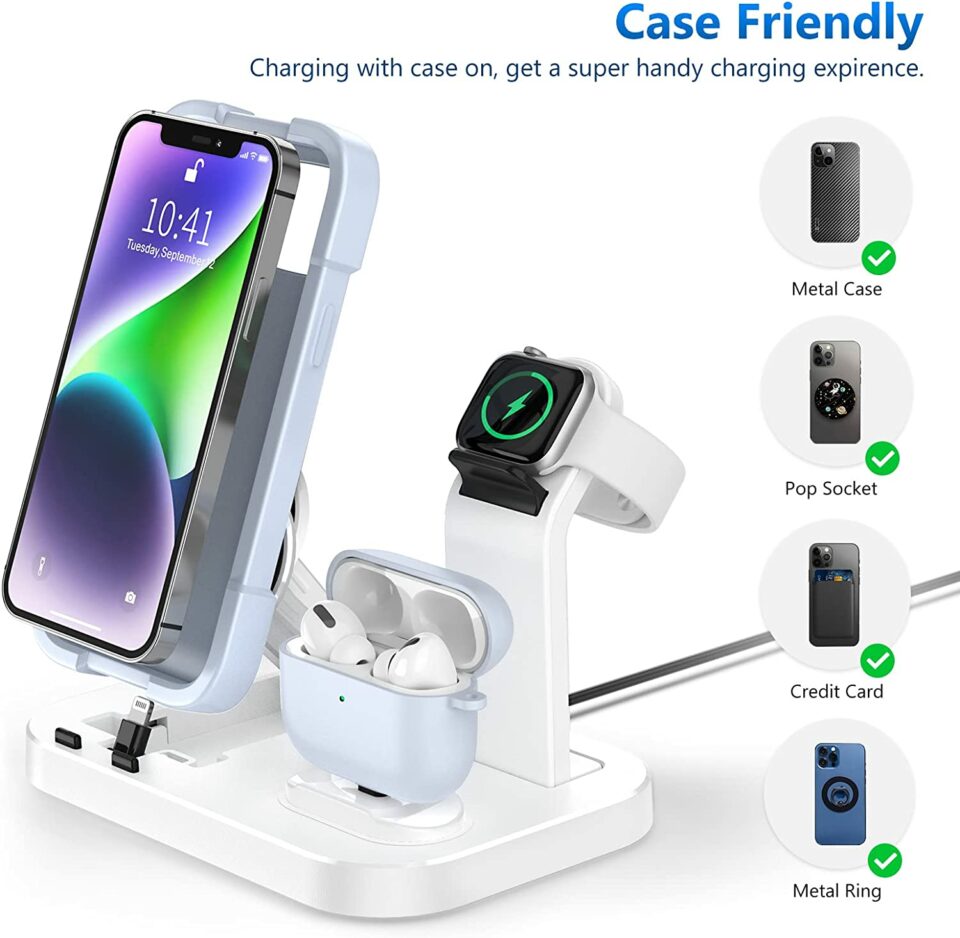 Case Friendly
Charging with case on, get a super handy charging expirence.
10:41
Tuesday,September 12
Metal Case
Pop Socket
Credit Card
Metal Ring